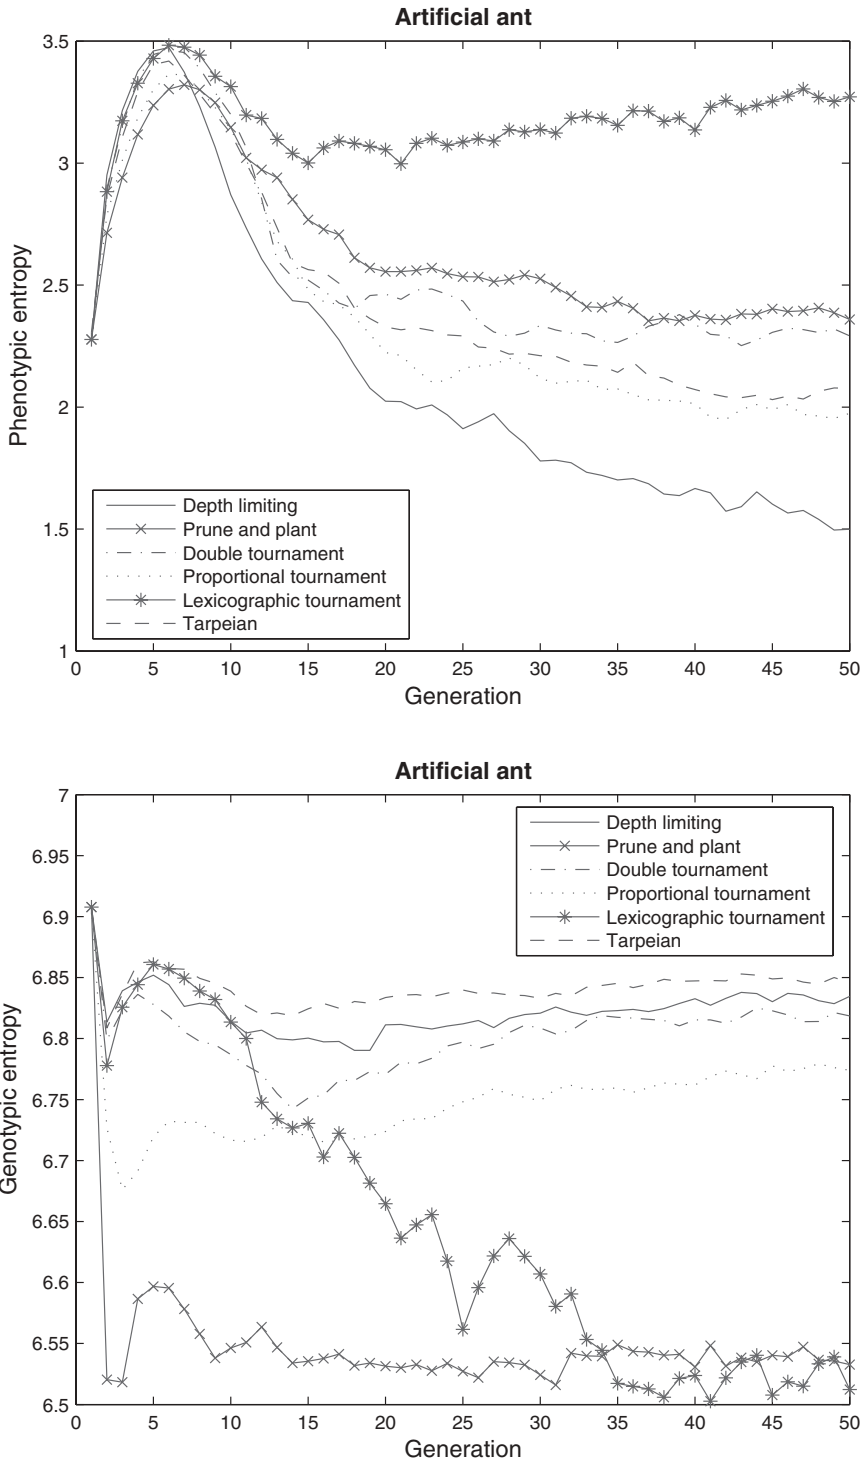 Artificial ant
3.5
3
2.5
2
1.5
1
Phenotypic entropy
Depth limiting
Prune and plant
Double tournament
Proportional tournament
Lexicographic tournament
Tarpeian
0 5 10 15 20 25 30 35 40 45 50
Generation
Artificial ant
7
6.95
6.9
6.85
6.8
6.75
6.7
6.65
6.6
6.55
6.5
Genotypic entropy
Depth limiting
Prune and plant
Double tournament
Proportional tournament
Lexicographic tournament
Tarpeian
0 5 10 15 20 25 30 35 40 45 50
Generation